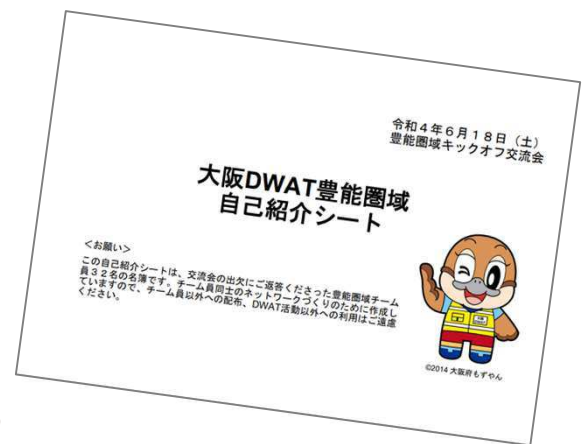 令和4年6月18日（土）
豊能圏域キックオフ交流会
大阪DWAT豊能圏域
自己紹介シート
＜お願い＞
この自己紹介シートは、交流会の出欠にご返答くださった豊能圏域チーム
員３２名の名簿です。チーム員同士のネットワークづくりのために作成し
ていますので、チーム員以外への配布、DWAT活動以外への利用はご遠慮
ください。
©2014 大阪府もずやん